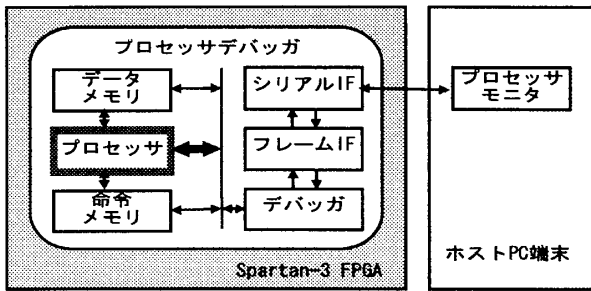 プロセッサデバッガ
データ
メモリ
シリアルIF
プロセッサ
モニタ
プロセッサ
フレームIF
命令
メモリ
デバッガ
ホストPC端末
Spartan-3 FPGA